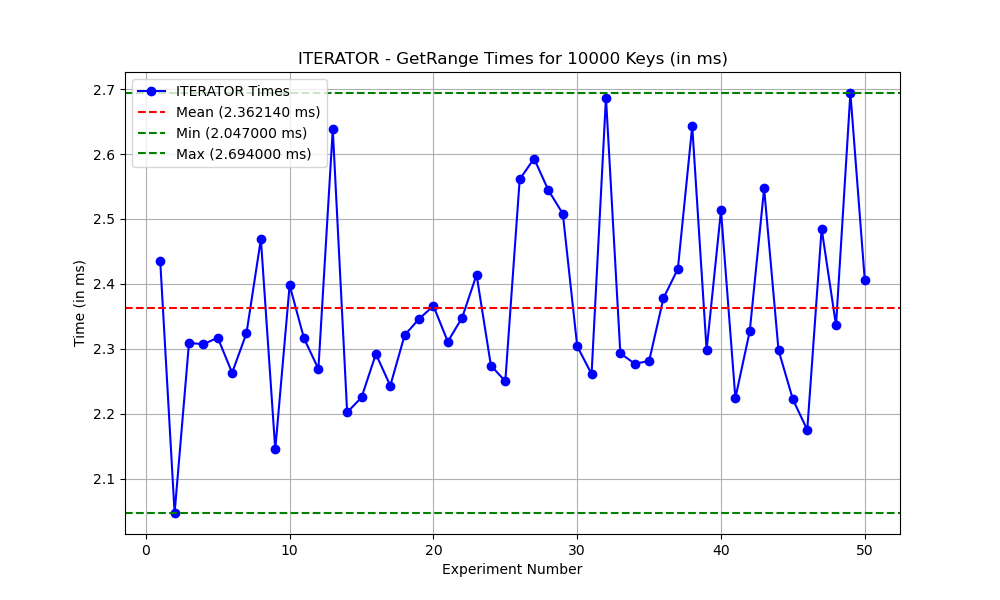 ITERATOR - GetRange Times for 10000 Keys (in ms)
ITERATOR Times
Mean (2.362140 ms)
Min (2.047000 ms)
Max (2.694000 ms)
Time (in ms)
2.7
2.6
2.5
2.4
2.3
2.2
2.1
0 10 20 30 40 50
Experiment Number